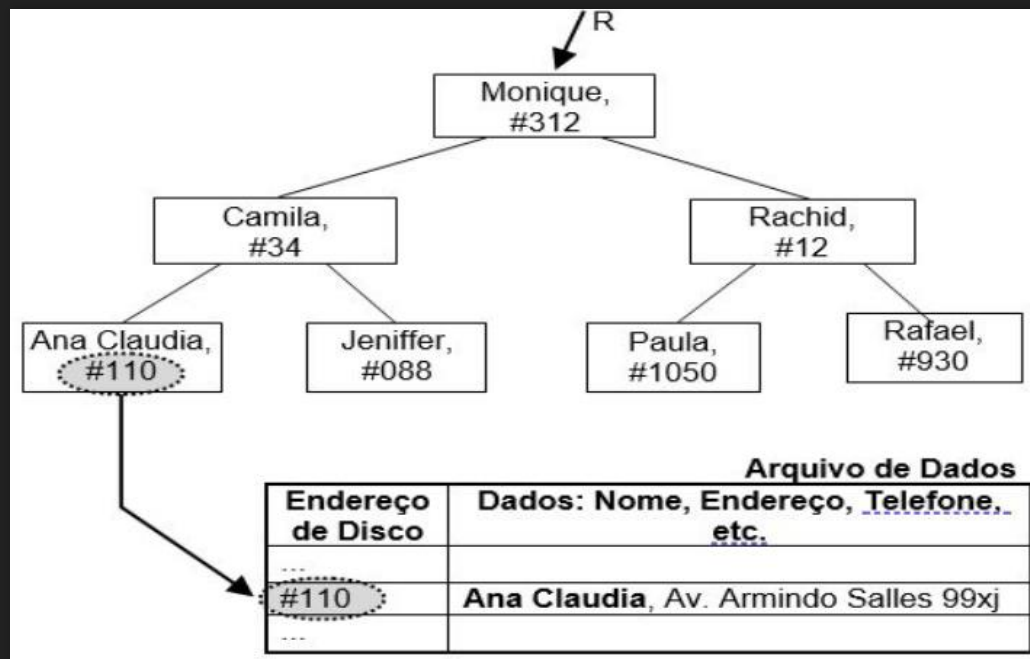 R
Monique,
#312
Camila,
#34
Rachid,
#12
Ana Claudia,
#110
Jeniffer,
#088
Paula,
#1050
Rafael,
#930
Arquivo de Dados
Endereço
de Disco
Dados: Nome, Endereço, Telefone,
etc.
...
#110
Ana Claudia, Av. Armindo Salles 99xj
...